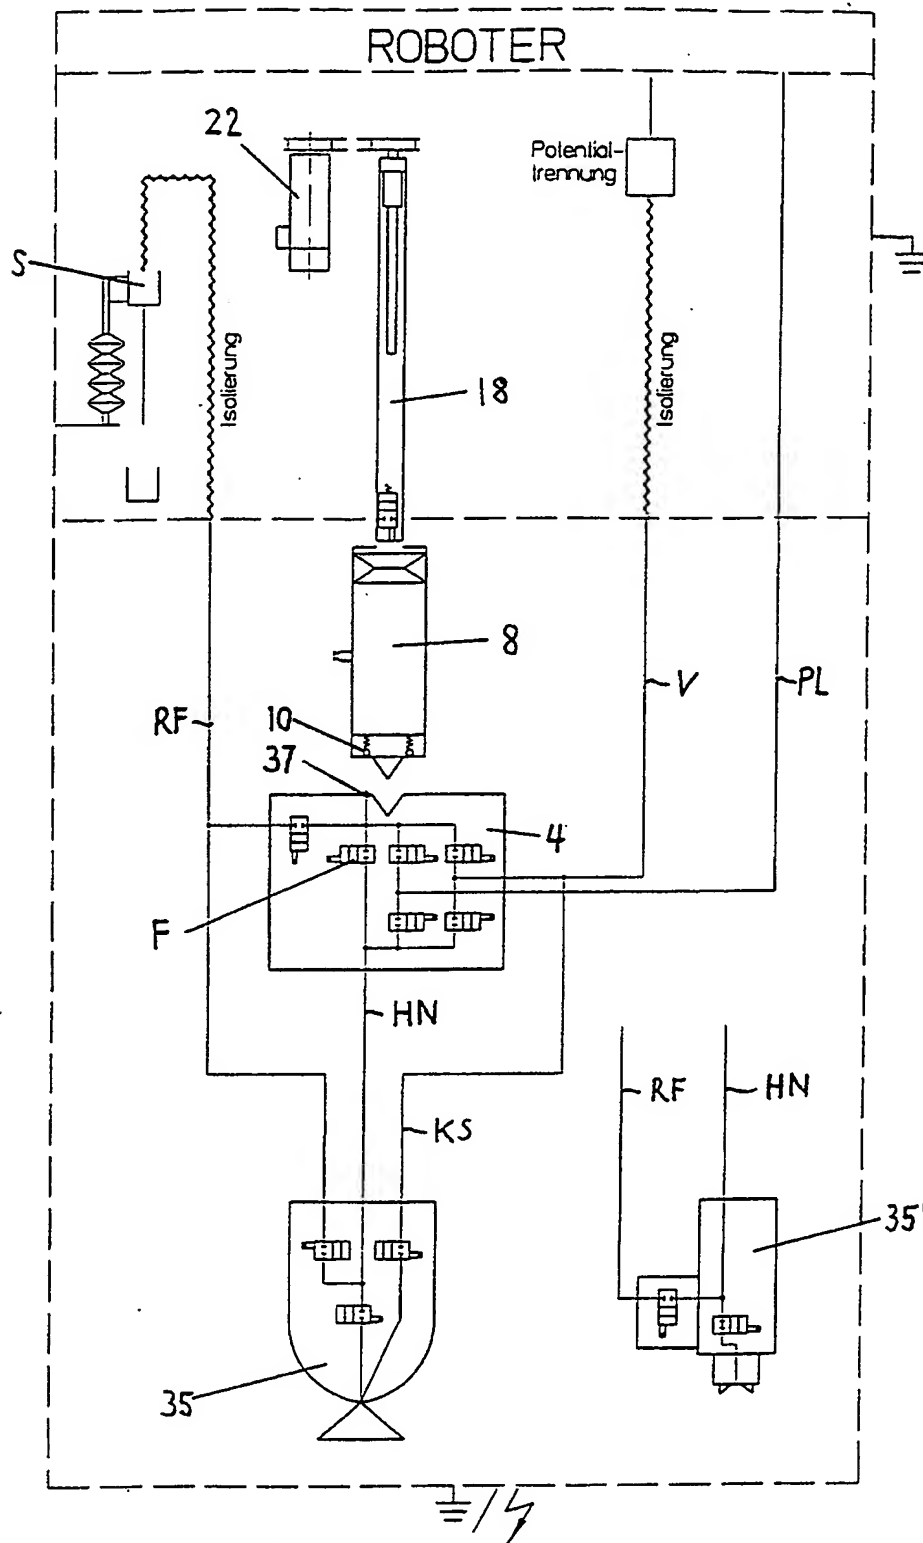 ROBOTER
22
Potential-
trennung
S
Isolierung
18
Isolierung
8
V
PL
RF
10
37
4
F
HN
RF
HN
KS
35'
35